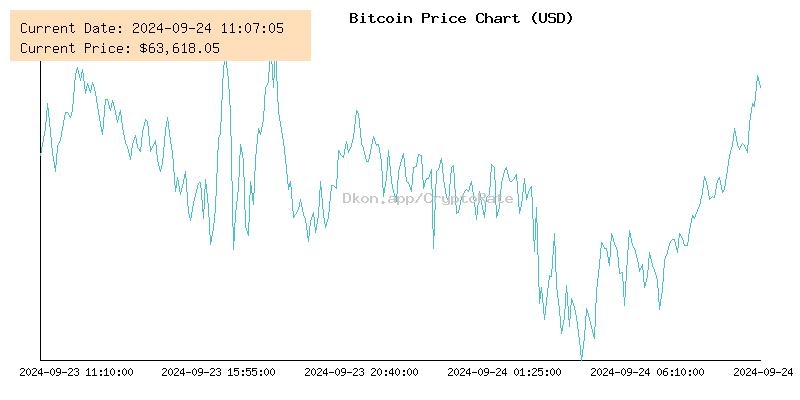 Bitcoin Price Chart (USD)
Current Date: 2024-09-24 11:07:05
Current Price: $63,618.05
Dkon.app/CryptoRate
2024-09-23 11:10:00
2024-09-23 15:55:00
2024-09-23 20:40:00
2024-09-24 01:25:00
2024-09-24 06:10:00
2024-09-24